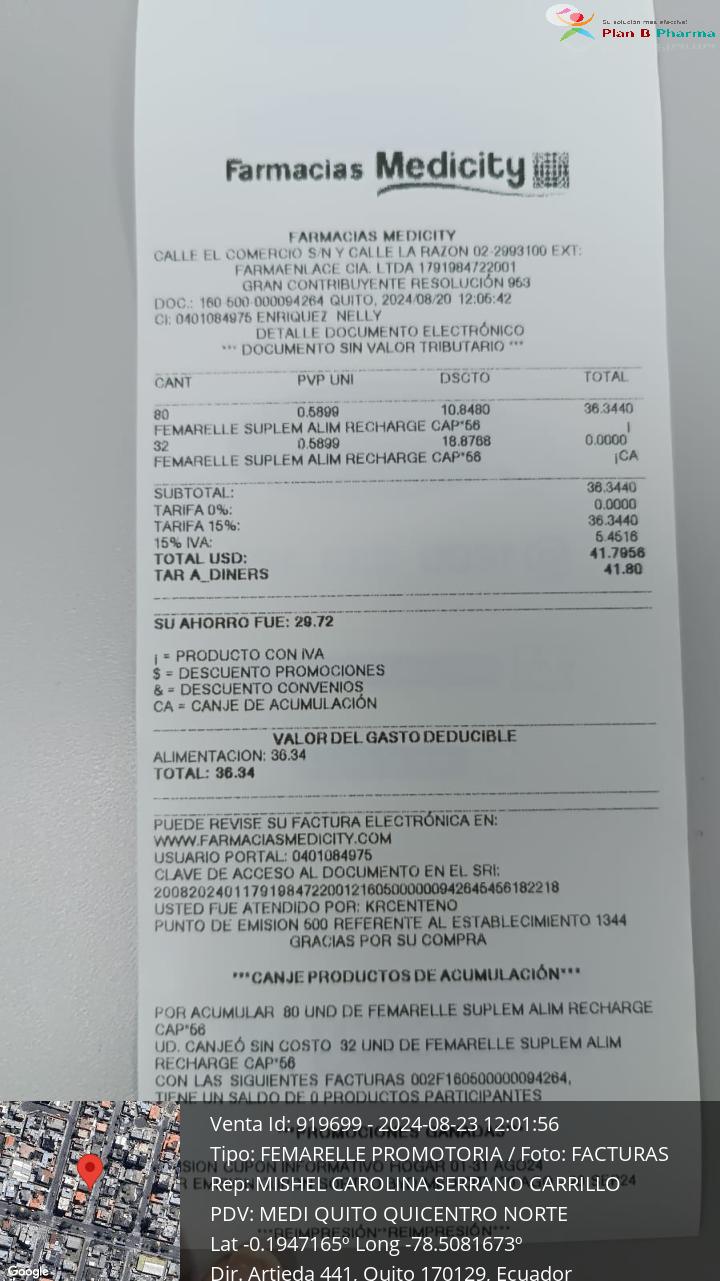 Su solución mas efectiva!
Plan B Pharma
Farmacias Medicity
FARMACIAS MEDICITY
CALLE EL COMERCIO S/N Y CALLE LA RAZON 02-2993100 EXT:
FARMAENLACE CIA. LTDA 1791984722001
GRAN CONTRIBUYENTE RESOLUCIÓN 953
DOC.: 160-500-000094264 QUITO, 2024/08/20 12:05:42
CI: 0401084975 ENRIQUEZ NELLY
DETALLE DOCUMENTO ELECTRÓNICO
*** DOCUMENTO SIN VALOR TRIBUTARIO ***
CANT PVP UNI DSCTO TOTAL
80 0.5899 10.8480 36.3440
FEMARELLE SUPLEM ALIM RECHARGE CAP*56 ¡
32 0.5899 18.8768 0.0000
FEMARELLE SUPLEM ALIM RECHARGE CAP*56 ¡CA
SUBTOTAL: 36.3440
TARIFA 0%: 0.0000
TARIFA 15%: 36.3440
15% IVA: 5.4516
TOTAL USD: 41.7956
TAR A_DINERS 41.80
SU AHORRO FUE: 29.72
¡ = PRODUCTO CON IVA
$ = DESCUENTO PROMOCIONES
& = DESCUENTO CONVENIOS
CA = CANJE DE ACUMULACIÓN
VALOR DEL GASTO DEDUCIBLE
ALIMENTACION: 36.34
TOTAL: 36.34
PUEDE REVISE SU FACTURA ELECTRÓNICA EN:
WWW.FARMACIASMEDICITY.COM
USUARIO PORTAL: 0401084975
CLAVE DE ACCESO AL DOCUMENTO EN EL SRI:
2008202401179198472200121605000000942645456182218
USTED FUE ATENDIDO POR: KRCENTENO
PUNTO DE EMISION 500 REFERENTE AL ESTABLECIMIENTO 1344
GRACIAS POR SU COMPRA
***CANJE PRODUCTOS DE ACUMULACIÓN***
POR ACUMULAR 80 UND DE FEMARELLE SUPLEM ALIM RECHARGE
CAP*56
UD. CANJEÓ SIN COSTO 32 UND DE FEMARELLE SUPLEM ALIM
RECHARGE CAP*56
CON LAS SIGUIENTES FACTURAS 002F160500000094264,
TIENE UN SALDO DE 0 PRODUCTOS PARTICIPANTES
PROMOCIONES GANADAS
CUPON INFORMATIVO HOGAR 01-31 AGO24
***REIMPRESIÓN**REIMPRESIÓN***
Venta Id: 919699 - 2024-08-23 12:01:56
Tipo: FEMARELLE PROMOTORIA / Foto: FACTURAS
Rep: MISHEL CAROLINA SERRANO CARRILLO
PDV: MEDI QUITO QUICENTRO NORTE
Lat -0.1947165º Long -78.5081673º
Dir. Artieda 441, Quito 170129, Ecuador
Google